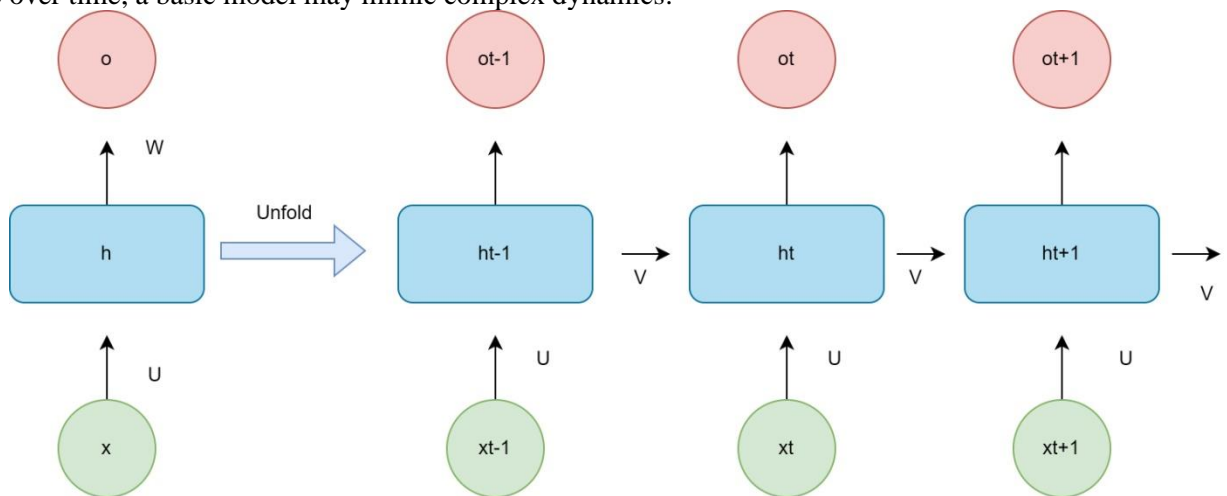 over time, a basic model may mimic complex dynamics.
o ot-1 ot ot+1
W
Unfold
h ht-1 ht ht+1
V V V
U U U U
x xt-1 xt xt+1